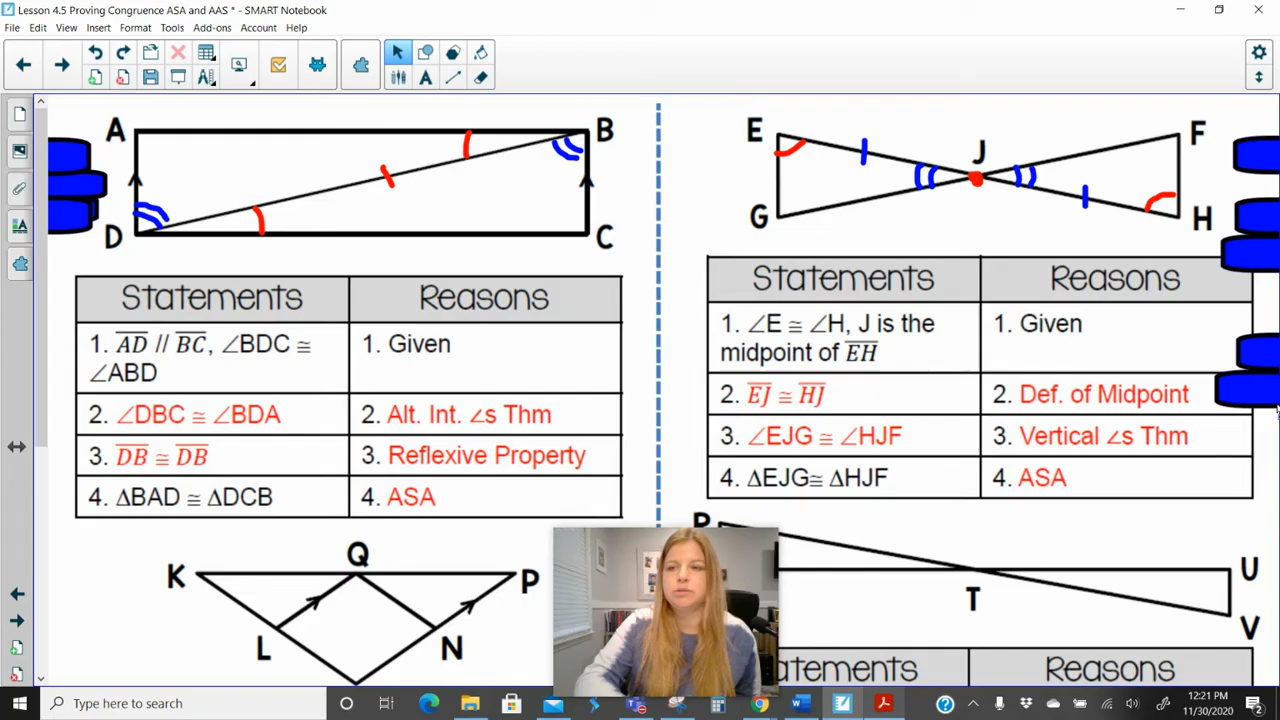 Lesson 4.5 Proving Congruence ASA and AAS * - SMART Notebook
File Edit View Insert Format Tools Add-ons Account Help
A B
D C
E J F
G H
Statements Reasons
1. AD // BC, ∠BDC ≅ ∠ABD 1. Given
2. ∠DBC ≅ ∠BDA 2. Alt. Int. ∠s Thm
3. DB ≅ DB 3. Reflexive Property
4. ΔBAD ≅ ΔDCB 4. ASA
Statements Reasons
1. ∠E ≅ ∠H, J is the
midpoint of EH 1. Given
2. EJ ≅ HJ 2. Def. of Midpoint
3. ∠EJG ≅ ∠HJF 3. Vertical ∠s Thm
4. ΔEJG≅ ΔHJF 4. ASA
K Q P
L N
U
T
V
Reasons
Type here to search
12:21 PM
11/30/2020
2